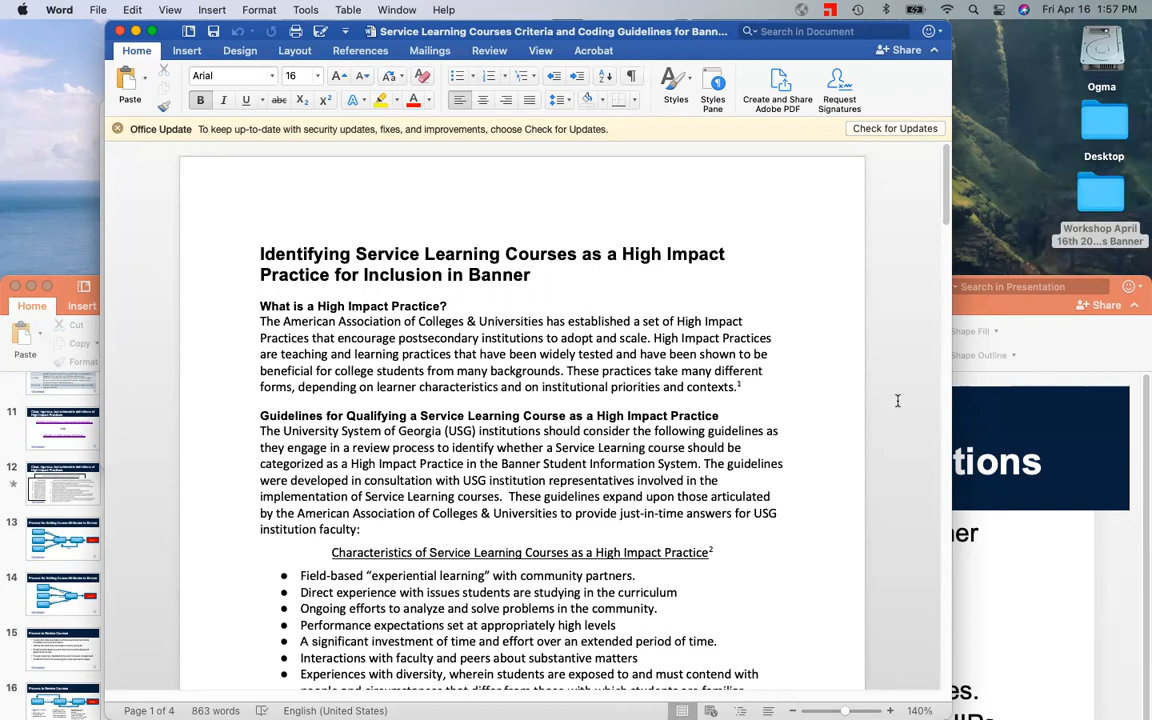 Word File Edit View Insert Format Tools Table Window Help Fri Apr 16 1:57 PM
Service Learning Courses Criteria and Coding Guidelines for Bann... Search in Document
Home Insert Design Layout References Mailings Review View Acrobat Share
Paste Arial 16 Styles Styles Pane Create and Share Adobe PDF Request Signatures
Office Update To keep up-to-date with security updates, fixes, and improvements, choose Check for Updates. Check for Updates
Ogma
Desktop
Workshop April
16th 20...s Banner
Identifying Service Learning Courses as a High Impact
Practice for Inclusion in Banner
What is a High Impact Practice?
The American Association of Colleges & Universities has established a set of High Impact
Practices that encourage postsecondary institutions to adopt and scale. High Impact Practices
are teaching and learning practices that have been widely tested and have been shown to be
beneficial for college students from many backgrounds. These practices take many different
forms, depending on learner characteristics and on institutional priorities and contexts.1
Guidelines for Qualifying a Service Learning Course as a High Impact Practice
The University System of Georgia (USG) institutions should consider the following guidelines as
they engage in a review process to identify whether a Service Learning course should be
categorized as a High Impact Practice in the Banner Student Information System. The guidelines
were developed in consultation with USG institution representatives involved in the
implementation of Service Learning courses. These guidelines expand upon those articulated
by the American Association of Colleges & Universities to provide just-in-time answers for USG
institution faculty:
Characteristics of Service Learning Courses as a High Impact Practice2
● Field-based “experiential learning” with community partners.
● Direct experience with issues students are studying in the curriculum
● Ongoing efforts to analyze and solve problems in the community.
● Performance expectations set at appropriately high levels
● A significant investment of time and effort over an extended period of time.
● Interactions with faculty and peers about substantive matters
● Experiences with diversity, wherein students are exposed to and must contend with
people and circumstances that differ from those with which students are familiar
Page 1 of 4 863 words English (United States) 140%
Home Insert
Paste Cut
Copy
Format
11
12
13
14
15
16
Search in Presentation
Share
Shape Fill
Shape Outline
tions
ner
es.